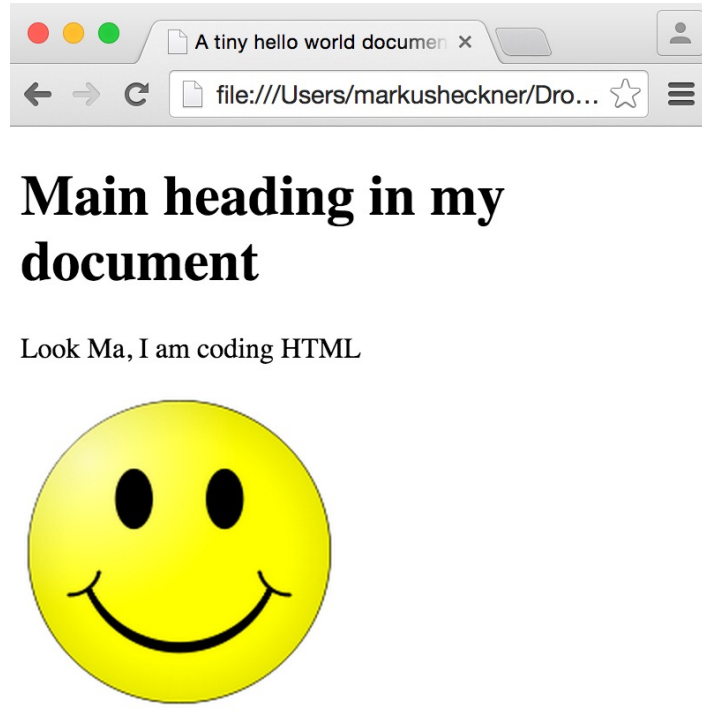 A tiny hello world documen
file:///Users/markusheckner/Dro...
Main heading in my
document
Look Ma, I am coding HTML